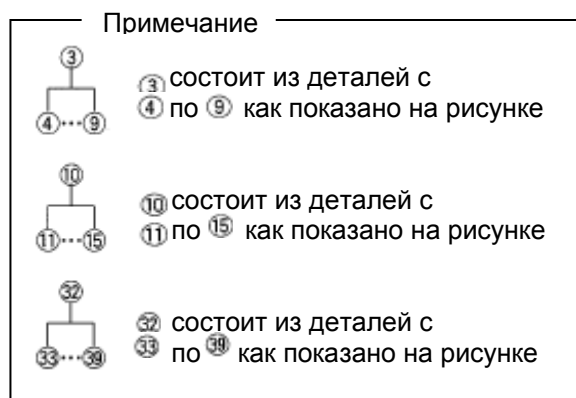 Примечание
③
③ состоит из деталей с
④...⑨
④ по ⑨ как показано на рисунке
⑩
⑩ состоит из деталей с
⑪...⑮
⑪ по ⑮ как показано на рисунке
㉜
㉜ состоит из деталей с
㉝...㊴
㉝ по ㊴ как показано на рисунке